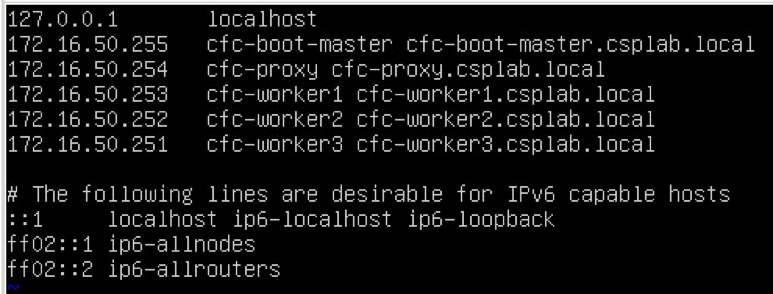 127.0.0.1       localhost
172.16.50.255   cfc-boot-master cfc-boot-master.csplab.local
172.16.50.254   cfc-proxy cfc-proxy.csplab.local
172.16.50.253   cfc-worker1 cfc-worker1.csplab.local
172.16.50.252   cfc-worker2 cfc-worker2.csplab.local
172.16.50.251   cfc-worker3 cfc-worker3.csplab.local

# The following lines are desirable for IPv6 capable hosts
::1     localhost ip6-localhost ip6-loopback
ff02::1 ip6-allnodes
ff02::2 ip6-allrouters
~